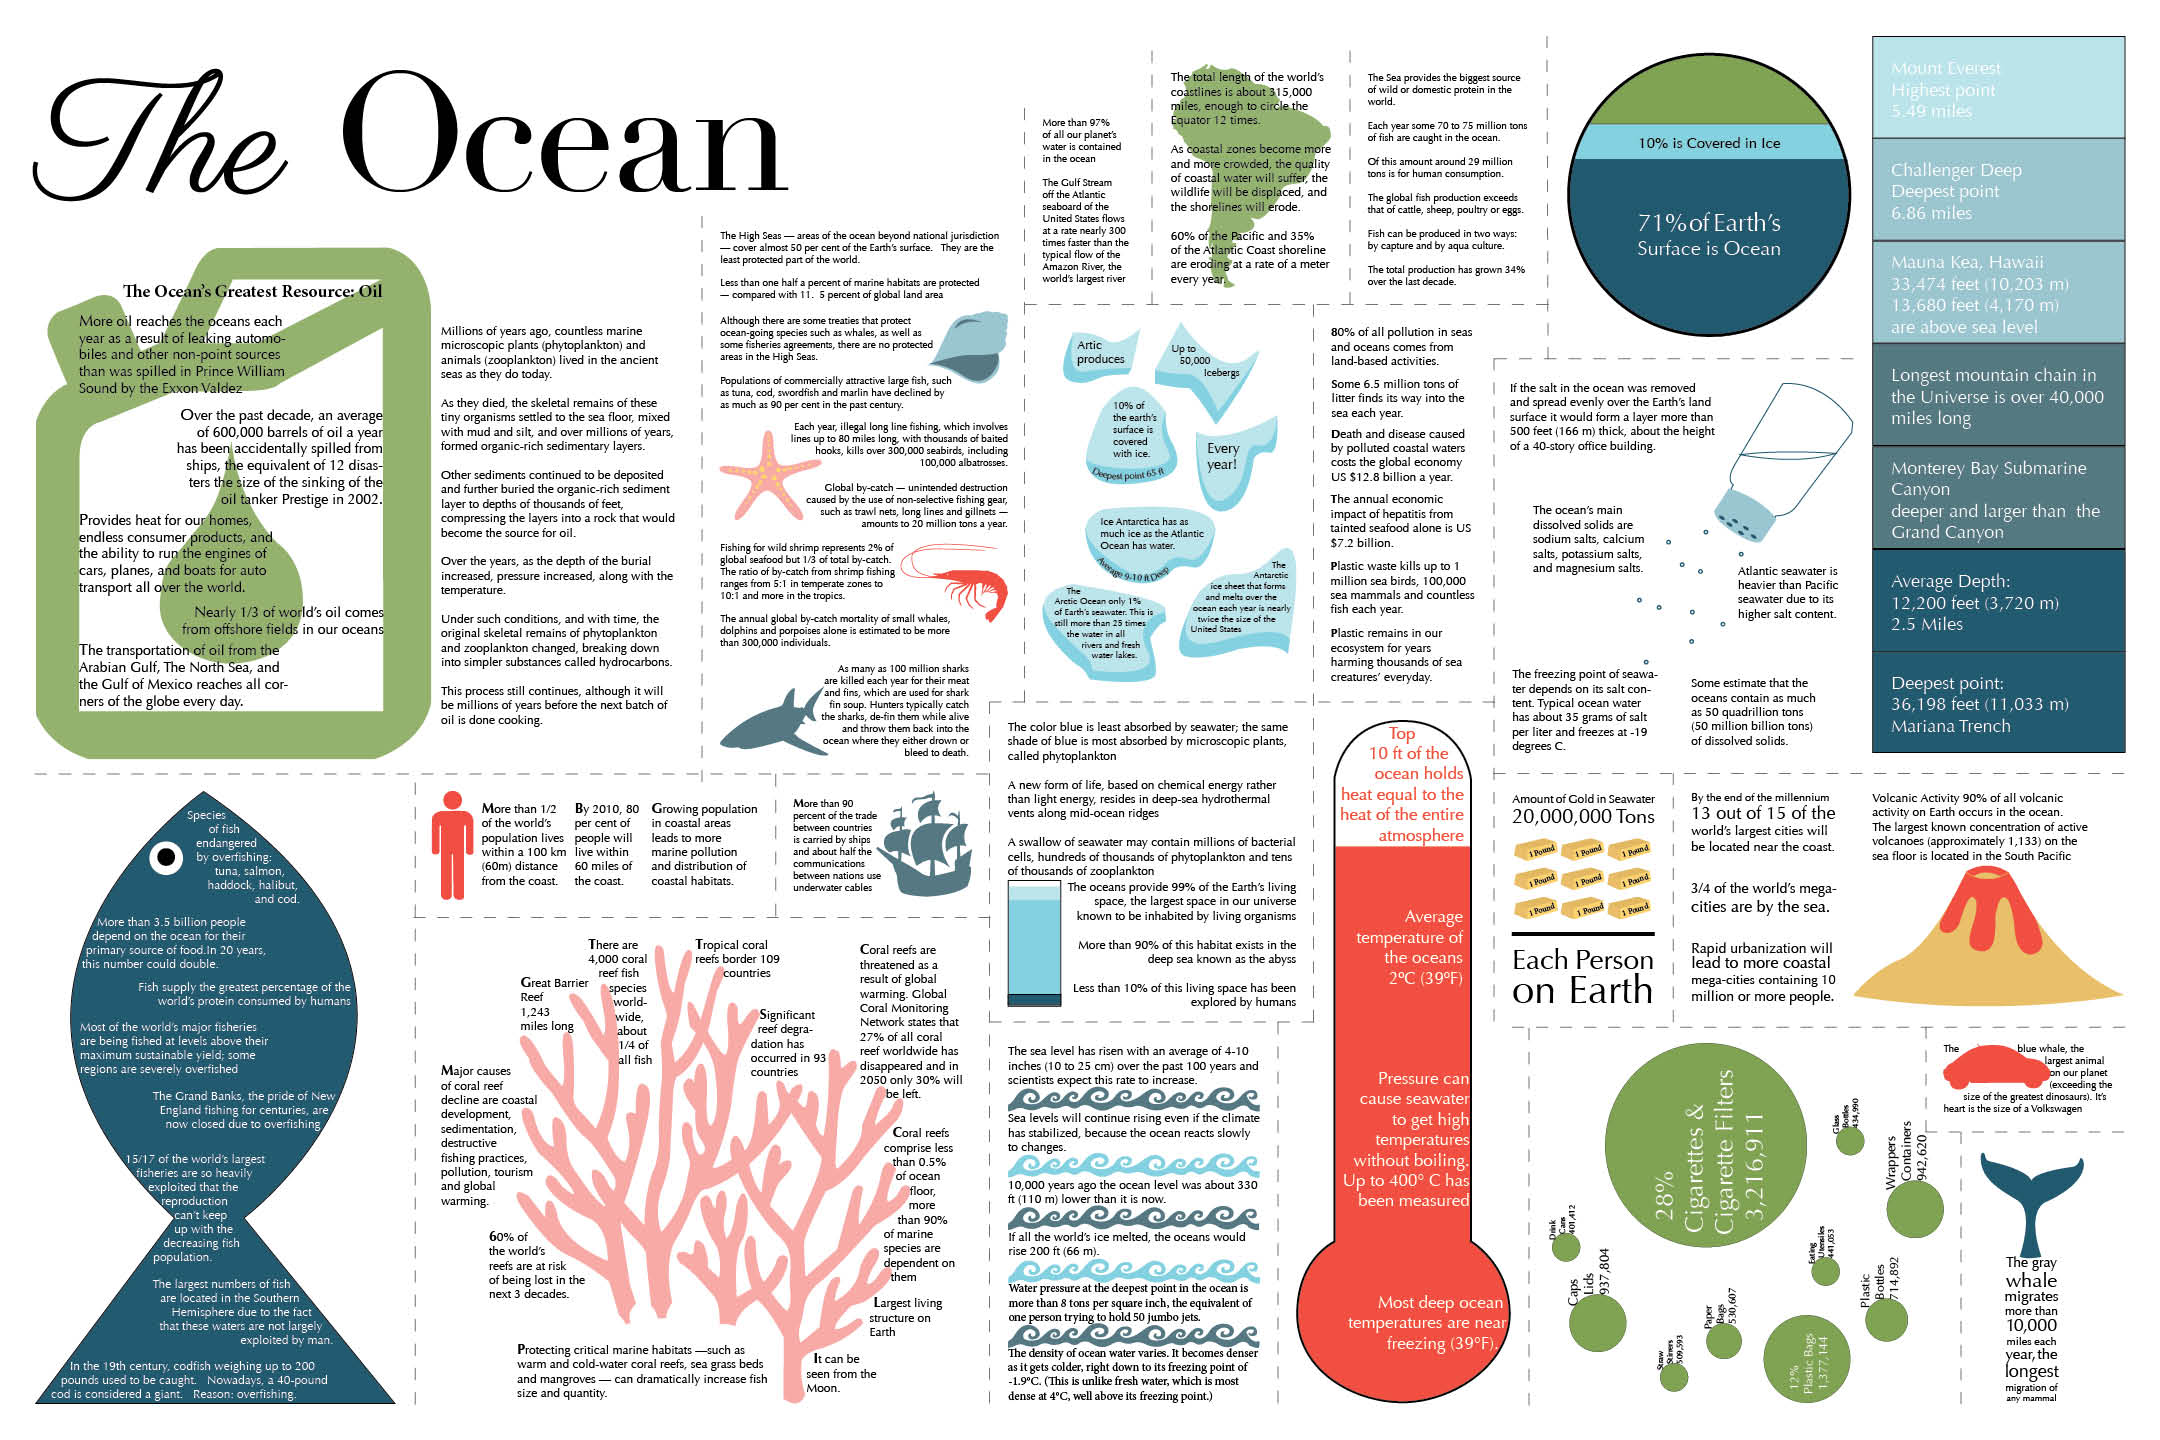 The Ocean
The Ocean's Greatest Resource: Oil
More oil reaches the oceans each
year as a result of leaking automo-
biles and other non-point sources
than was spilled in Prince William
Sound by the Exxon Valdez
Over the past decade, an average
of 600,000 barrels of oil a year
has been accidentally spilled from
ships, the equivalent of 12 disas-
ters the size of the sinking of the
oil tanker Prestige in 2002.
Provides heat for our homes,
endless consumer products, and
the ability to run the engines of
cars, planes, and boats for auto
transport all over the world.
Nearly 1/3 of world's oil comes
from offshore fields in our oceans
The transportation of oil from the
Arabian Gulf, The North Sea, and
the Gulf of Mexico reaches all cor-
ners of the globe every day.
Millions of years ago, countless marine
microscopic plants (phytoplankton) and
animals (zooplankton) lived in the ancient
seas as they do today.
As they died, the skeletal remains of these
tiny organisms settled to the sea floor, mixed
with mud and silt, and over millions of years,
formed organic-rich sedimentary layers.
Other sediments continued to be deposited
and further buried the organic-rich sediment
layer to depths of thousands of feet,
compressing the layers into a rock that would
become the source for oil.
Over the years, as the depth of the burial
increased, pressure increased, along with the
temperature.
Under such conditions, and with time, the
original skeletal remains of phytoplankton
and zooplankton changed, breaking down
into simpler substances called hydrocarbons.
This process still continues, although it will
be millions of years before the next batch of
oil is done cooking.
The High Seas — areas of the ocean beyond national jurisdiction
— cover almost 50 per cent of the Earth's surface. They are the
least protected part of the world.
Less than one half a percent of marine habitats are protected
— compared with 11. 5 percent of global land area
Although there are some treaties that protect
ocean-going species such as whales, as well as
some fisheries agreements, there are no protected
areas in the High Seas.
Populations of commercially attractive large fish, such
as tuna, cod, swordfish and marlin have declined by
as much as 90 per cent in the past century.
Each year, illegal long line fishing, which involves
lines up to 80 miles long, with thousands of baited
hooks, kills over 300,000 seabirds, including
100,000 albatrosses.
Global by-catch — unintended destruction
caused by the use of non-selective fishing gear,
such as trawl nets, long lines and gillnets —
amounts to 20 million tons a year.
Fishing for wild shrimp represents 2% of
global seafood but 1/3 of total by-catch.
The ratio of by-catch from shrimp fishing
ranges from 5:1 in temperate zones to
10:1 and more in the tropics.
The annual global by-catch mortality of small whales,
dolphins and porpoises alone is estimated to be more
than 300,000 individuals.
As many as 100 million sharks
are killed each year for their meat
and fins, which are used for shark
fin soup. Hunters typically catch
the sharks, de-fin them while alive
and throw them back into the
ocean where they either drown or
bleed to death.
More than 97%
of all our planet's
water is contained
in the ocean
The Gulf Stream
off the Atlantic
seaboard of the
United States flows
at a rate nearly 300
times faster than the
typical flow of the
Amazon River, the
world's largest river
The total length of the world's
coastlines is about 315,000
miles, enough to circle the
Equator 12 times.
As coastal zones become more
and more crowded, the quality
of coastal water will suffer, the
wildlife will be displaced, and
the shorelines will erode.
60% of the Pacific and 35%
of the Atlantic Coast shoreline
are eroding at a rate of a meter
every year.
The Sea provides the biggest source
of wild or domestic protein in the
world.
Each year some 70 to 75 million tons
of fish are caught in the ocean.
Of this amount around 29 million
tons is for human consumption.
The global fish production exceeds
that of cattle, sheep, poultry or eggs.
Fish can be produced in two ways:
by capture and by aqua culture.
The total production has grown 34%
over the last decade.
10% is Covered in Ice
71% of Earth's
Surface is Ocean
Mount Everest
Highest point
5.49 miles
Challenger Deep
Deepest point
6.86 miles
Mauna Kea, Hawaii
33,474 feet (10,203 m)
13,680 feet (4,170 m)
are above sea level
Longest mountain chain in
the Universe is over 40,000
miles long
Monterey Bay Submarine
Canyon
deeper and larger than the
Grand Canyon
Average Depth:
12,200 feet (3,720 m)
2.5 Miles
Deepest point:
36,198 feet (11,033 m)
Mariana Trench
Artic
produces
Up to
50,000
Icebergs
10% of
the earth's
surface is
covered
with ice.
Deepest point 65 ft
Every
year!
Ice Antarctica has as
much ice as the Atlantic
Ocean has water.
Average 9-10 ft Deep
The
Arctic Ocean only 1%
of Earth's seawater. This is
still more than 25 times
the water in all
rivers and fresh
water lakes.
The
Antarctic
ice sheet that forms
and melts over the
ocean each year is nearly
twice the size of the
United States
80% of all pollution in seas
and oceans comes from
land-based activities.
Some 6.5 million tons of
litter finds its way into the
sea each year.
Death and disease caused
by polluted coastal waters
costs the global economy
US $12.8 billion a year.
The annual economic
impact of hepatitis from
tainted seafood alone is US
$7.2 billion.
Plastic waste kills up to 1
million sea birds, 100,000
sea mammals and countless
fish each year.
Plastic remains in our
ecosystem for years
harming thousands of sea
creatures' everyday.
If the salt in the ocean was removed
and spread evenly over the Earth's land
surface it would form a layer more than
500 feet (166 m) thick, about the height
of a 40-story office building.
The ocean's main
dissolved solids are
sodium salts, calcium
salts, potassium salts,
and magnesium salts.
Atlantic seawater is
heavier than Pacific
seawater due to its
higher salt content.
The freezing point of seawa-
ter depends on its salt con-
tent. Typical ocean water
has about 35 grams of salt
per liter and freezes at -19
degrees C.
Some estimate that the
oceans contain as much
as 50 quadrillion tons
(50 million billion tons)
of dissolved solids.
Species
of fish
endangered
by overfishing:
tuna, salmon,
haddock, halibut,
and cod.
More than 3.5 billion people
depend on the ocean for their
primary source of food.In 20 years,
this number could double.
Fish supply the greatest percentage of the
world's protein consumed by humans
Most of the world's major fisheries
are being fished at levels above their
maximum sustainable yield; some
regions are severely overfished
The Grand Banks, the pride of New
England fishing for centuries, are
now closed due to overfishing
15/17 of the world's largest
fisheries are so heavily
exploited that the
reproduction
can't keep
up with the
decreasing fish
population.
The largest numbers of fish
are located in the Southern
Hemisphere due to the fact
that these waters are not largely
exploited by man.
In the 19th century, codfish weighing up to 200
pounds used to be caught. Nowadays, a 40-pound
cod is considered a giant. Reason: overfishing.
More than 1/2
of the world's
population lives
within a 100 km
(60m) distance
from the coast.
By 2010, 80
per cent of
people will
live within
60 miles of
the coast.
Growing population
in coastal areas
leads to more
marine pollution
and distribution of
coastal habitats.
More than 90
percent of the trade
between countries
is carried by ships
and about half the
communications
between nations use
underwater cables
Great Barrier
Reef
1,243
miles long
There are
4,000 coral
reef fish
species
world-
wide,
about
1/4 of
all fish
Tropical coral
reefs border 109
countries
Significant
reef degra-
dation has
occurred in 93
countries
Coral reefs are
threatened as a
result of global
warming. Global
Coral Monitoring
Network states that
27% of all coral
reef worldwide has
disappeared and in
2050 only 30% will
be left.
Major causes
of coral reef
decline are coastal
development,
sedimentation,
destructive
fishing practices,
pollution, tourism
and global
warming.
Coral reefs
comprise less
than 0.5%
of ocean
floor,
more
than 90%
of marine
species are
dependent on
them
60% of
the world's
reefs are at risk
of being lost in the
next 3 decades.
Largest living
structure on
Earth
Protecting critical marine habitats —such as
warm and cold-water coral reefs, sea grass beds
and mangroves — can dramatically increase fish
size and quantity.
It can be
seen from the
Moon.
The color blue is least absorbed by seawater; the same
shade of blue is most absorbed by microscopic plants,
called phytoplankton
A new form of life, based on chemical energy rather
than light energy, resides in deep-sea hydrothermal
vents along mid-ocean ridges
A swallow of seawater may contain millions of bacterial
cells, hundreds of thousands of phytoplankton and tens
of thousands of zooplankton
The oceans provide 99% of the Earth's living
space, the largest space in our universe
known to be inhabited by living organisms
More than 90% of this habitat exists in the
deep sea known as the abyss
Less than 10% of this living space has been
explored by humans
The sea level has risen with an average of 4-10
inches (10 to 25 cm) over the past 100 years and
scientists expect this rate to increase.
Sea levels will continue rising even if the climate
has stabilized, because the ocean reacts slowly
to changes.
10,000 years ago the ocean level was about 330
ft (110 m) lower than it is now.
If all the world's ice melted, the oceans would
rise 200 ft (66 m).
Water pressure at the deepest point in the ocean is
more than 8 tons per square inch, the equivalent of
one person trying to hold 50 jumbo jets.
The density of ocean water varies. It becomes denser
as it gets colder, right down to its freezing point of
-1.9°C. (This is unlike fresh water, which is most
dense at 4°C, well above its freezing point.)
Top
10 ft of the
ocean holds
heat equal to the
heat of the entire
atmosphere
Average
temperature of
the oceans
2°C (39°F)
Pressure can
cause seawater
to get high
temperatures
without boiling.
Up to 400° C has
been measured
Most deep ocean
temperatures are near
freezing (39°F).
Amount of Gold in Seawater
20,000,000 Tons
1 Pound 1 Pound 1 Pound
1 Pound 1 Pound 1 Pound
1 Pound 1 Pound 1 Pound
Each Person
on Earth
By the end of the millennium
13 out of 15 of the
world's largest cities will
be located near the coast.
3/4 of the world's mega-
cities are by the sea.
Rapid urbanization will
lead to more coastal
mega-cities containing 10
million or more people.
Volcanic Activity 90% of all volcanic
activity on Earth occurs in the ocean.
The largest known concentration of active
volcanoes (approximately 1,133) on the
sea floor is located in the South Pacific
28%
Cigarettes &
Cigarette Filters
3,216,911
Glass
Bottles
434,990
Wrappers
Containers
942,620
Drink
Cans
401,412
Caps
Lids
937,804
Eating
Utensiles
441,053
Plastic
Bottles
714,892
Paper
Bags
530,607
Straw
Stirers
509,593
12%
Plastic Bags
1,377,144
The blue whale, the
largest animal
on our planet
(exceeding the
size of the greatest dinosaurs). It's
heart is the size of a Volkswagen
The gray
whale
migrates
more than
10,000
miles each
year, the
longest
migration of
any mammal